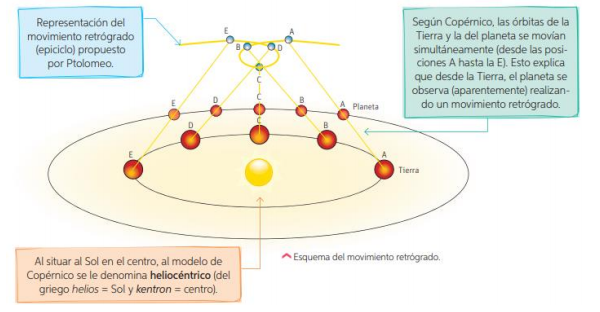 Representación del
movimiento retrógrado
(epiciclo) propuesto
por Ptolomeo.
Según Copérnico, las órbitas de la
Tierra y la del planeta se movían
simultáneamente (desde las posi-
ciones A hasta la E). Esto explica
que desde la Tierra, el planeta se
observa (aparentemente) realizan-
do un movimiento retrógrado.
E A
B D
C
C
E D C B A Planeta
D C B
E A
Tierra
Al situar al Sol en el centro, al modelo de
Copérnico se le denomina heliocéntrico (del
griego helios = Sol y kentron = centro).
Esquema del movimiento retrógrado.